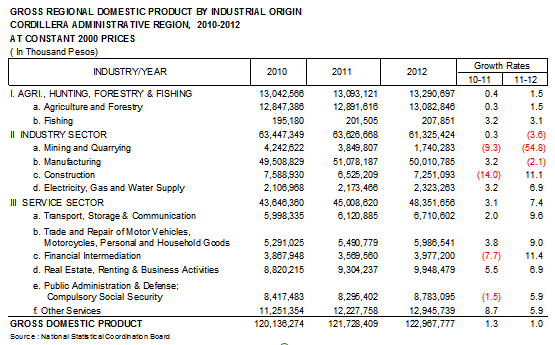 GROSS REGIONAL DOMESTIC PRODUCT BY INDUSTRIAL ORIGIN
CORDILLERA ADMINISTRATIVE REGION, 2010-2012
AT CONSTANT 2000 PRICES
( In Thousand Pesos)
INDUSTRY/YEAR 2010 2011 2012 Growth Rates
10-11 11-12
I. AGRI., HUNTING, FORESTRY & FISHING 13,042,566 13,093,121 13,290,697 0.4 1.5
a. Agriculture and Forestry 12,847,386 12,891,616 13,082,846 0.3 1.5
b. Fishing 195,180 201,505 207,851 3.2 3.1
II INDUSTRY SECTOR 63,447,349 63,626,668 61,325,424 0.3 (3.6)
a. Mining and Quarrying 4,242,622 3,849,807 1,740,283 (9.3) (54.8)
b. Manufacturing 49,508,829 51,078,187 50,010,785 3.2 (2.1)
c. Construction 7,588,930 6,525,209 7,251,093 (14.0) 11.1
d. Electricity, Gas and Water Supply 2,106,968 2,173,466 2,323,263 3.2 6.9
III SERVICE SECTOR 43,646,360 45,008,620 48,351,656 3.1 7.4
a. Transport, Storage & Communication 5,998,335 6,120,885 6,710,602 2.0 9.6
b. Trade and Repair of Motor Vehicles,
Motorcycles, Personal and Household Goods 5,291,025 5,490,779 5,986,541 3.8 9.0
c. Financial Intermediation 3,867,948 3,569,560 3,977,200 (7.7) 11.4
d. Real Estate, Renting & Business Activities 8,820,215 9,304,237 9,948,479 5.5 6.9
e. Public Administration & Defense;
Compulsory Social Security 8,417,483 8,295,402 8,783,095 (1.5) 5.9
f. Other Services 11,251,354 12,227,758 12,945,739 8.7 5.9
GROSS DOMESTIC PRODUCT 120,136,274 121,728,409 122,967,777 1.3 1.0
Source : National Statistical Coordination Board